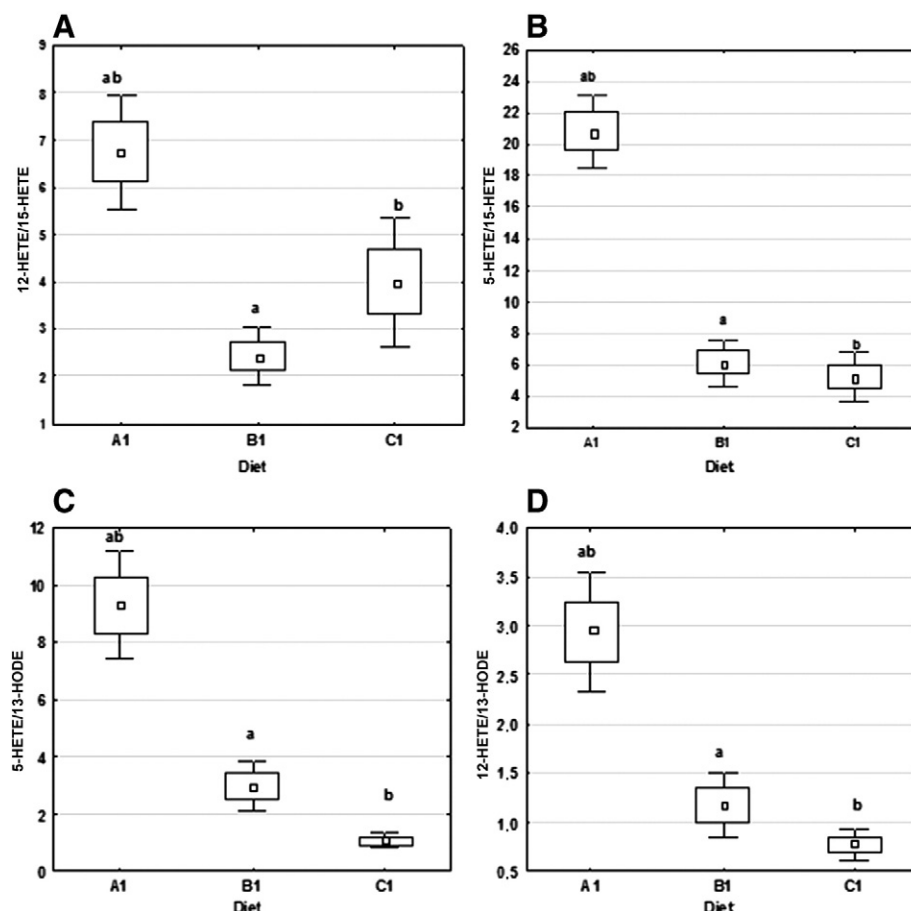 A
9
8
7
6
5
4
3
2
1
12-HETE/15-HETE
ab
a
b
A1 B1 C1
Diet
B
26
24
22
20
18
16
14
12
10
8
6
4
2
5-HETE/15-HETE
ab
a
b
A1 B1 C1
Diet
C
12
10
8
6
4
2
0
5-HETE/13-HODE
ab
a
b
A1 B1 C1
Diet
D
4.0
3.5
3.0
2.5
2.0
1.5
1.0
0.5
12-HETE/13-HODE
ab
a
b
A1 B1 C1
Diet